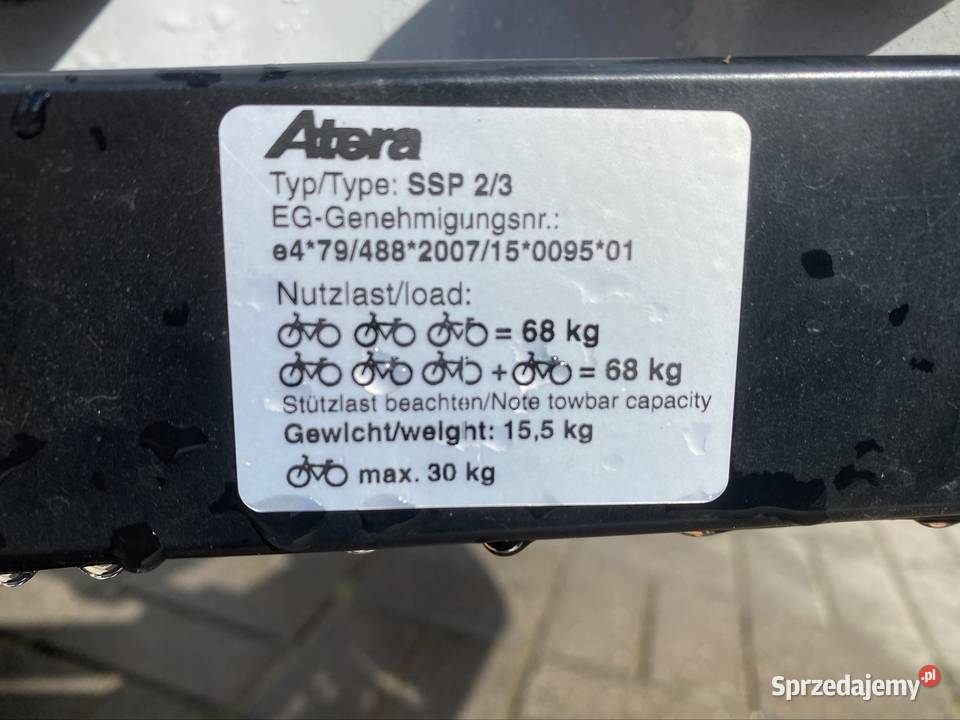 Atera
Typ/Type: SSP 2/3
EG-Genehmigungsnr.:
e4*79/488*2007/15*0095*01
Nutzlast/load:
= 68 kg
+ = 68 kg
Stützlast beachten/Note towbar capacity
Gewicht/weight: 15,5 kg
max. 30 kg
Sprzedajemy.pl